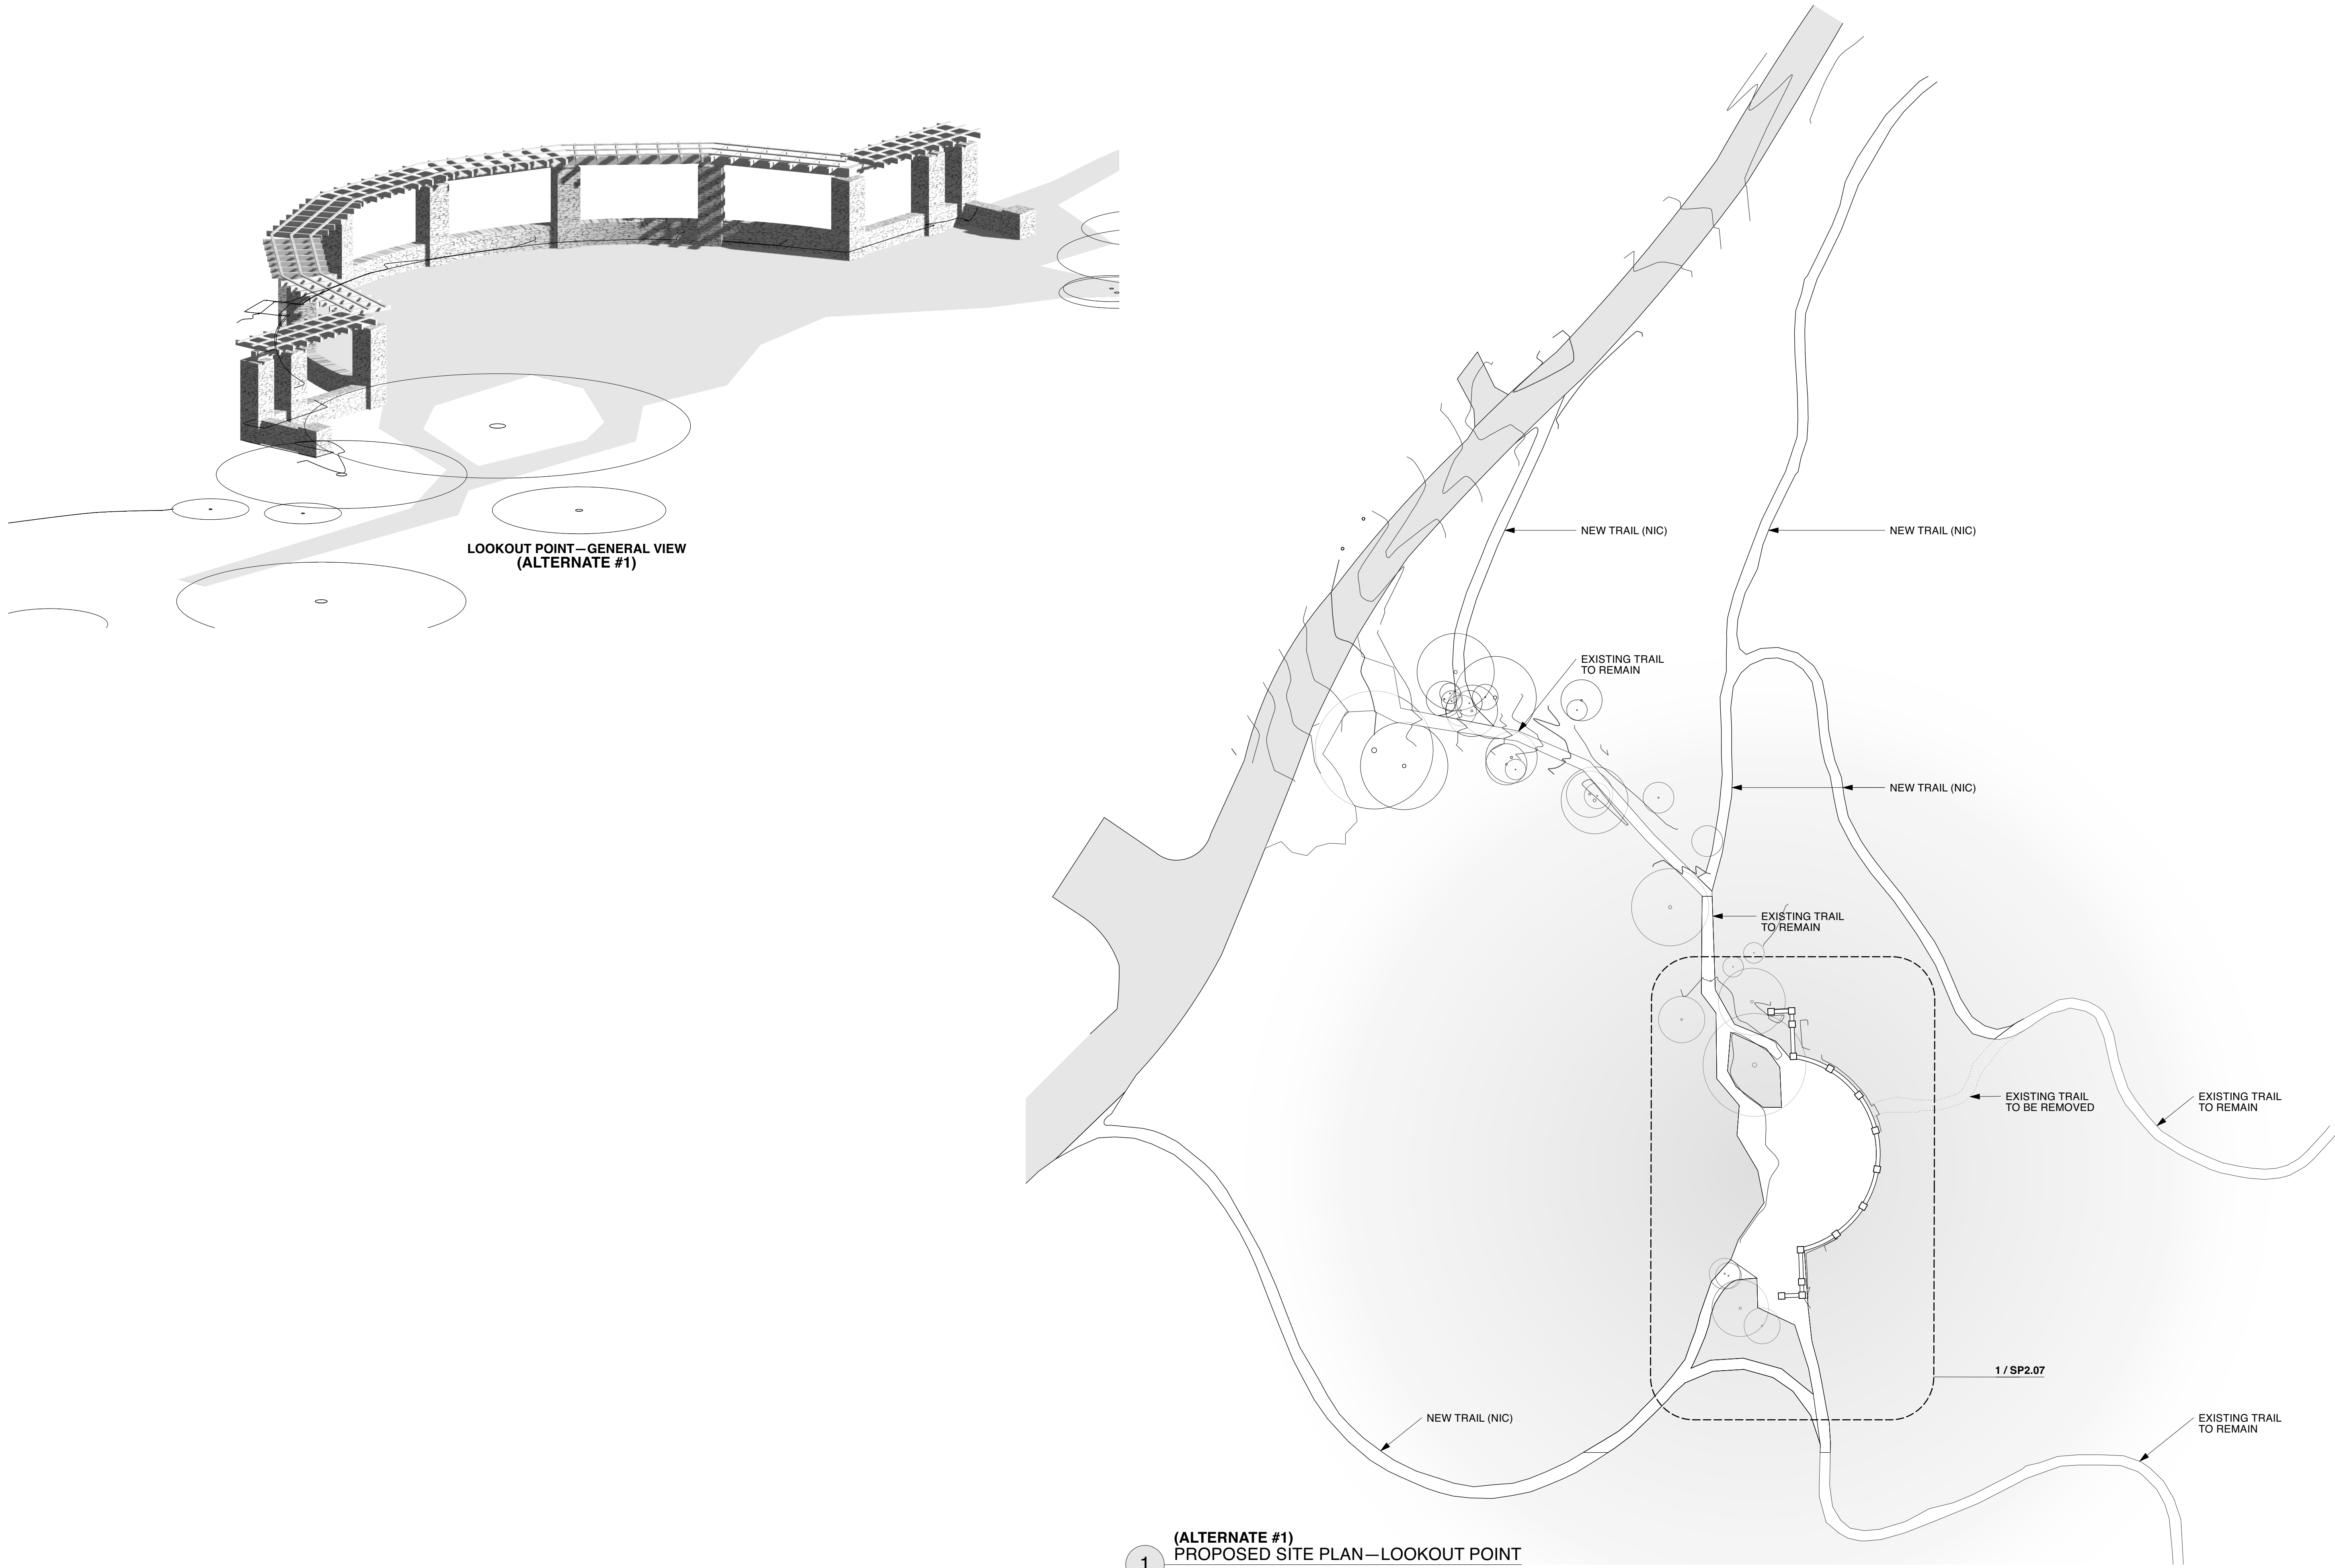 LOOKOUT POINT—GENERAL VIEW
(ALTERNATE #1)
NEW TRAIL (NIC)
NEW TRAIL (NIC)
EXISTING TRAIL
TO REMAIN
NEW TRAIL (NIC)
EXISTING TRAIL
TO REMAIN
EXISTING TRAIL
TO BE REMOVED
EXISTING TRAIL
TO REMAIN
1 / SP2.07
NEW TRAIL (NIC)
EXISTING TRAIL
TO REMAIN
(ALTERNATE #1)
1 PROPOSED SITE PLAN—LOOKOUT POINT